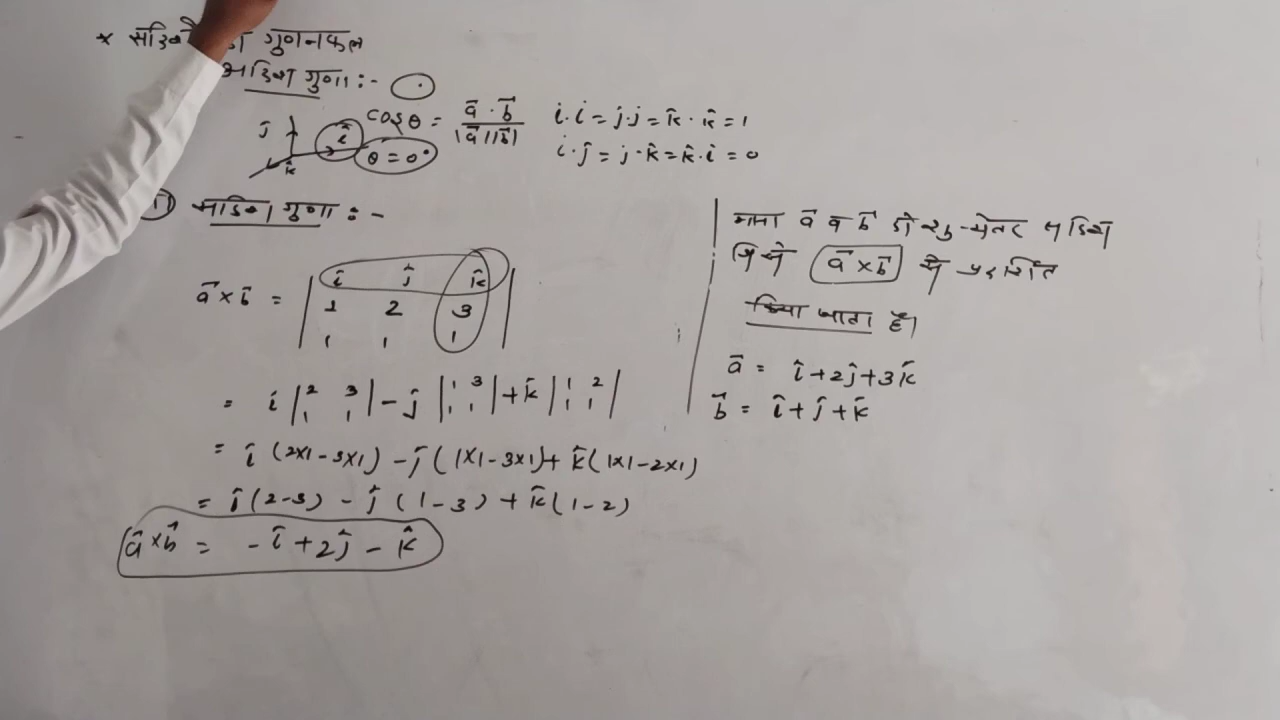 * सदिशों का गुणनफल
अदिश गुणा :- ⊙
ĵ î k̂ θ = 0°
cosθ = a⃗ · b⃗ / |a⃗||b⃗|
i·i = j·j = k̂·k̂ = 1
i·j = j·k̂ = k̂·i = 0
सदिश गुणा :-
a⃗ × b⃗ = | î ĵ k̂ |
1 2 3
1 1 1
= i |2 3| - ĵ |1 3| + k̂ |1 2|
1 1 1 1 1 1
= î (2×1 - 3×1) - ĵ (1×1 - 3×1) + k̂ (1×1 - 2×1)
= î (2-3) - ĵ (1-3) + k̂ (1-2)
a⃗ × b⃗ = -î + 2ĵ - k̂
माना a⃗ व b⃗ दो सदिश
जिसे a⃗ × b⃗ से प्रदर्शित
किया जाता है।
a⃗ = î + 2ĵ + 3k̂
b⃗ = î + ĵ + k̂